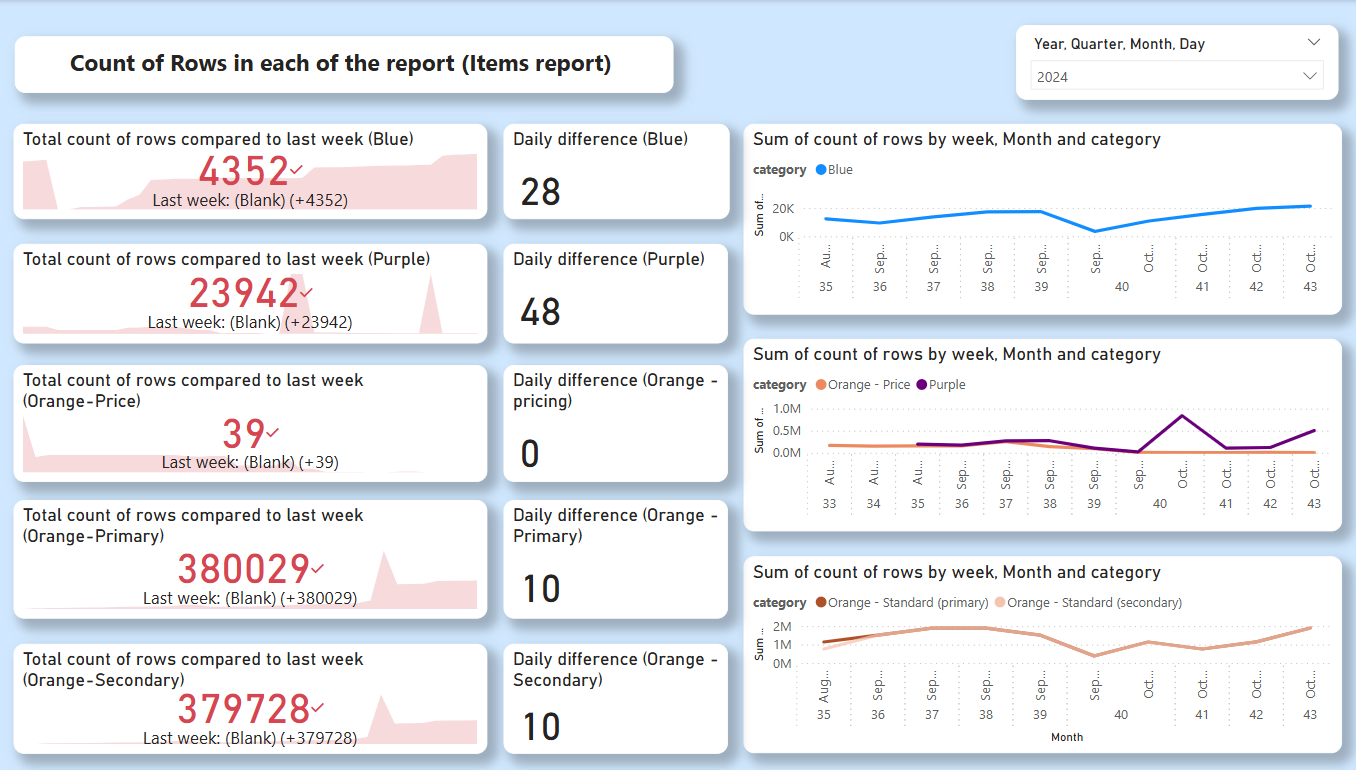 Count of Rows in each of the report (Items report)
Year, Quarter, Month, Day
2024
Total count of rows compared to last week (Blue)
4352
Last week: (Blank) (+4352)
Daily difference (Blue)
28
Sum of count of rows by week, Month and category
category Blue
Sum of...
20K
0K
Au... Sep... Sep... Sep... Sep... Sep... Oct... Oct... Oct... Oct...
35 36 37 38 39 40 41 42 43
Total count of rows compared to last week (Purple)
23942
Last week: (Blank) (+23942)
Daily difference (Purple)
48
Total count of rows compared to last week
(Orange-Price)
39
Last week: (Blank) (+39)
Daily difference (Orange -
pricing)
0
Sum of count of rows by week, Month and category
category Orange - Price Purple
Sum of ...
1.0M
0.5M
0.0M
Au... Au... Au... Sep... Sep... Sep... Sep... Sep... Oct... Oct... Oct... Oct...
33 34 35 36 37 38 39 40 41 42 43
Total count of rows compared to last week
(Orange-Primary)
380029
Last week: (Blank) (+380029)
Daily difference (Orange -
Primary)
10
Sum of count of rows by week, Month and category
category Orange - Standard (primary) Orange - Standard (secondary)
Sum ...
2M
1M
0M
Aug... Sep... Sep... Sep... Sep... Sep... Oct... Oct... Oct... Oct...
35 36 37 38 39 40 41 42 43
Month
Total count of rows compared to last week
(Orange-Secondary)
379728
Last week: (Blank) (+379728)
Daily difference (Orange -
Secondary)
10